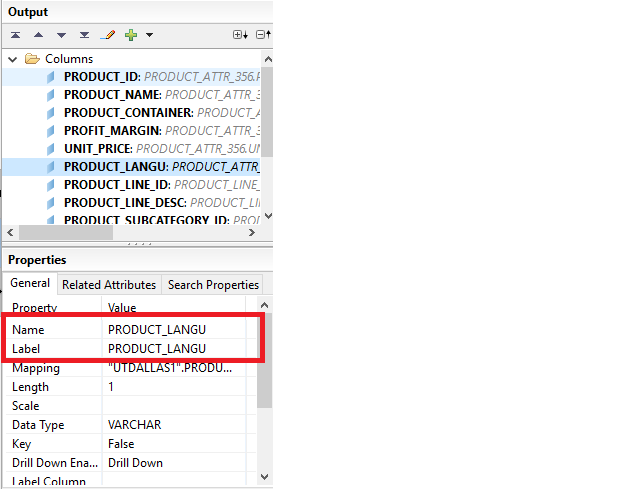 Output
Columns
PRODUCT_ID: PRODUCT_ATTR_356.P
PRODUCT_NAME: PRODUCT_ATTR_3
PRODUCT_CONTAINER: PRODUCT_A
PROFIT_MARGIN: PRODUCT_ATTR_3
UNIT_PRICE: PRODUCT_ATTR_356.UN
PRODUCT_LANGU: PRODUCT_ATTR_
PRODUCT_LINE_ID: PRODUCT_LINE_
PRODUCT_LINE_DESC: PRODUCT_LI
PRODUCT_SUBCATEGORY_ID: PROD
Properties
General Related Attributes Search Properties
Property Value
Name PRODUCT_LANGU
Label PRODUCT_LANGU
Mapping "UTDALLAS1".PRODU...
Length 1
Scale
Data Type VARCHAR
Key False
Drill Down Ena... Drill Down
Label Column